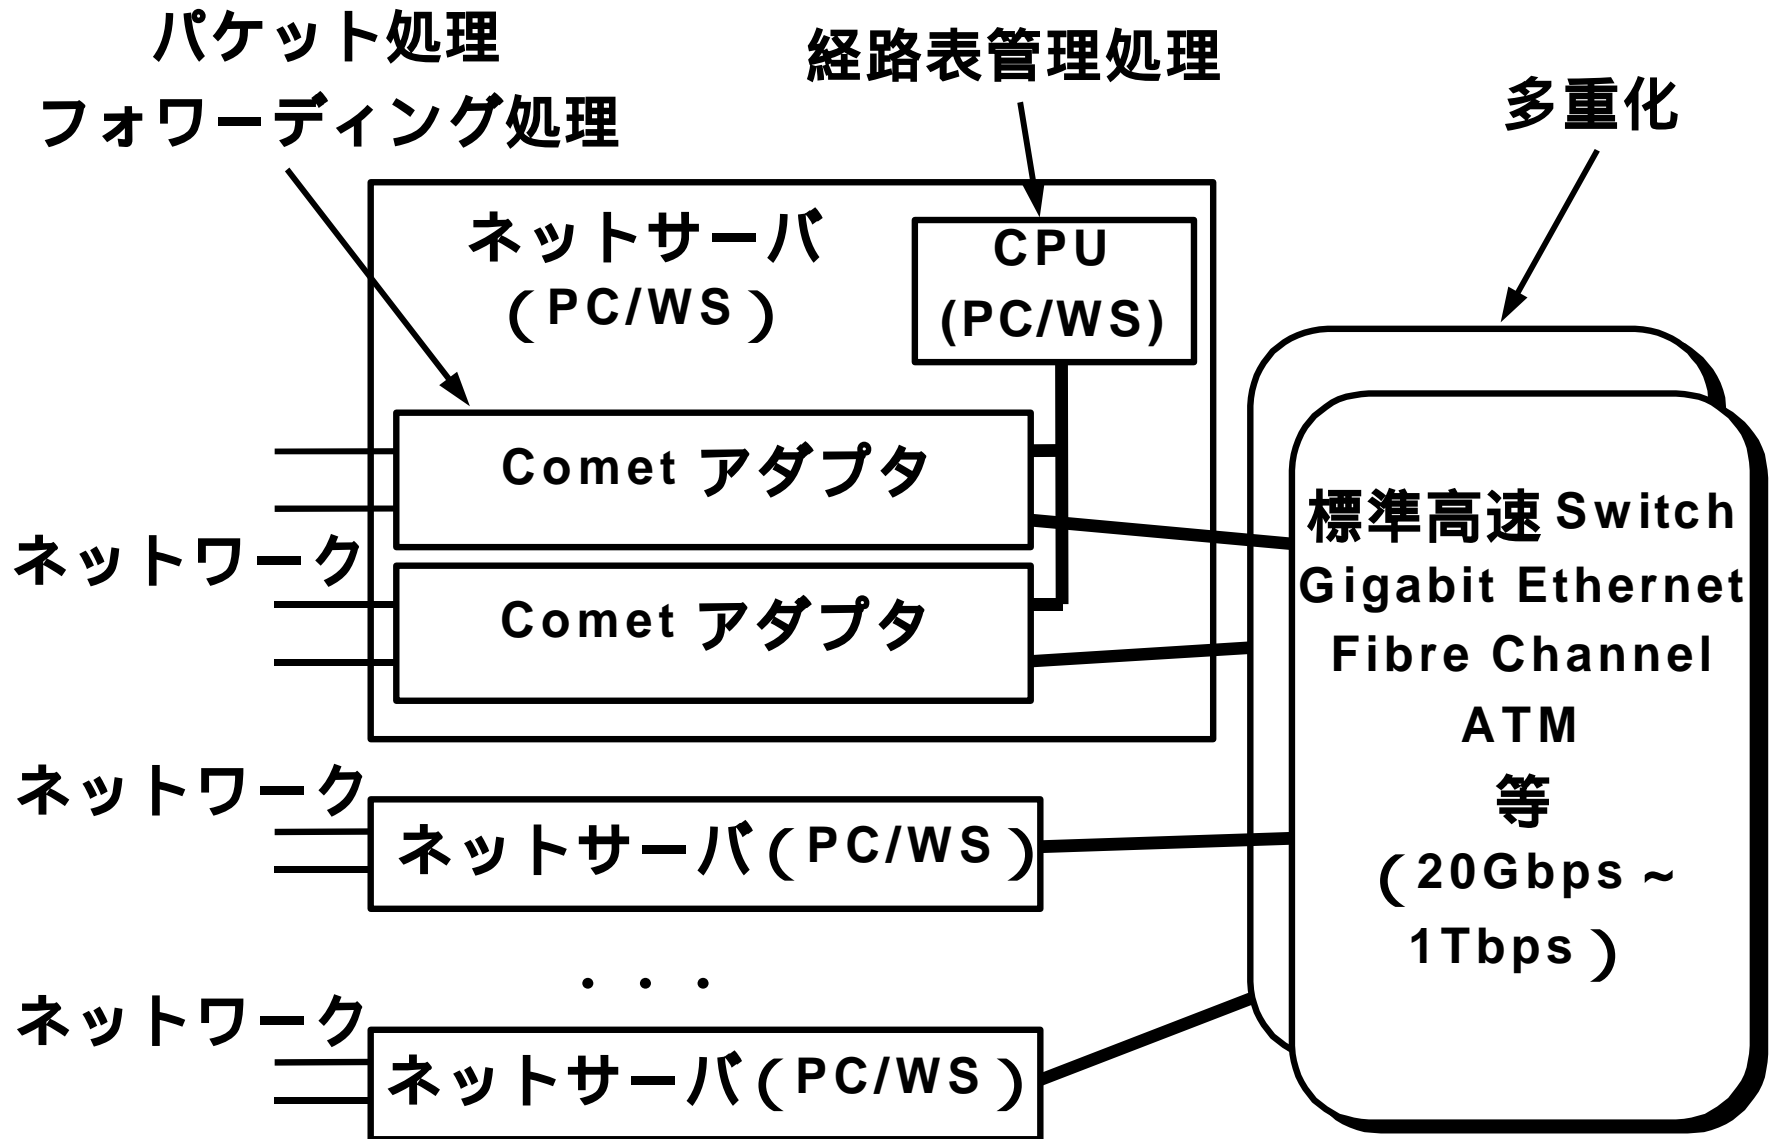 パケット処理
フォワーディング処理
経路表管理処理
多重化
ネットサーバ
（PC/WS）
CPU
(PC/WS)
Comet アダプタ
Comet アダプタ
ネットワーク
ネットワーク
ネットサーバ（PC/WS）
・・・
ネットワーク
ネットサーバ（PC/WS）
標準高速 Switch
Gigabit Ethernet
Fibre Channel
ATM
等
（20Gbps ~
1Tbps）